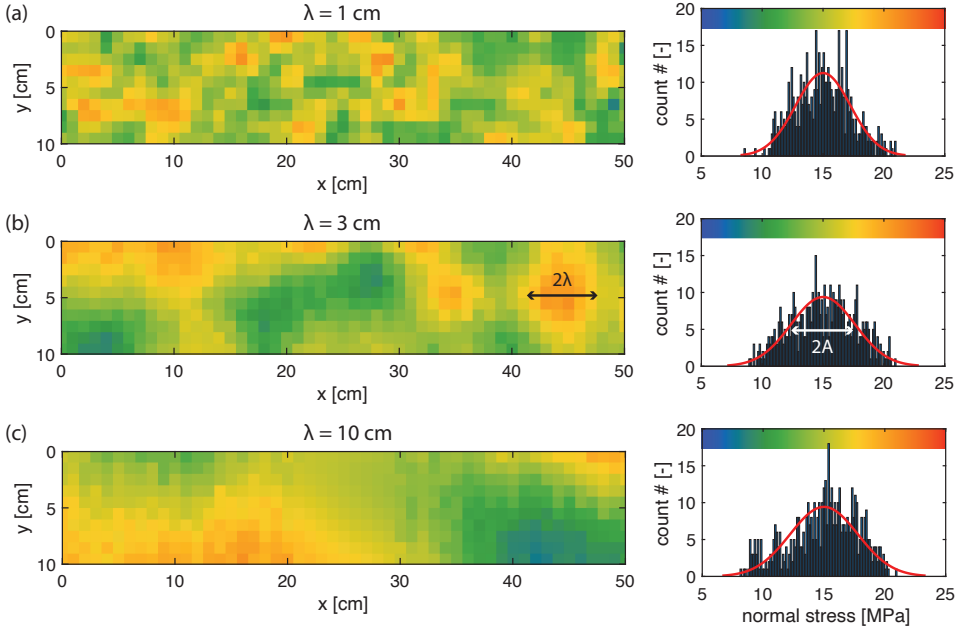 (a)
λ = 1 cm
0
5
10
y [cm]
0 10 20 30 40 50
x [cm]
20
15
10
5
0
count # [-]
5 10 15 20 25
(b)
λ = 3 cm
0
5
10
y [cm]
2λ
0 10 20 30 40 50
x [cm]
20
15
10
5
0
count # [-]
2A
5 10 15 20 25
(c)
λ = 10 cm
0
5
10
y [cm]
0 10 20 30 40 50
x [cm]
20
15
10
5
0
count # [-]
5 10 15 20 25
normal stress [MPa]